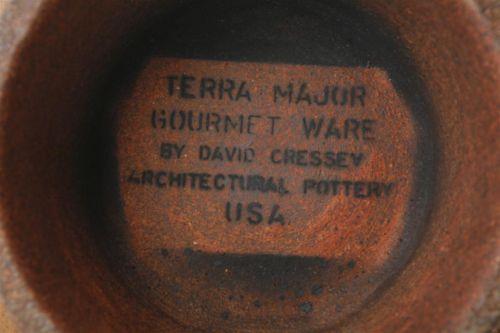 TERRA MAJOR
GOURMET WARE
BY DAVID CRESSEY
ARCHITECTURAL POTTERY
USA